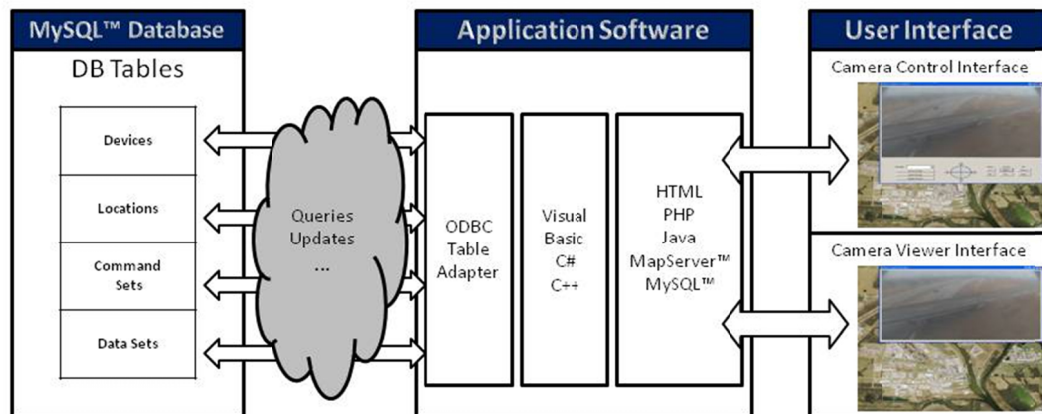 MySQL™ Database
DB Tables
Devices
Locations
Command
Sets
Data Sets
Queries
Updates
...
Application Software
ODBC
Table
Adapter
Visual
Basic
C#
C++
HTML
PHP
Java
MapServer™
MySQL™
User Interface
Camera Control Interface
Camera Viewer Interface